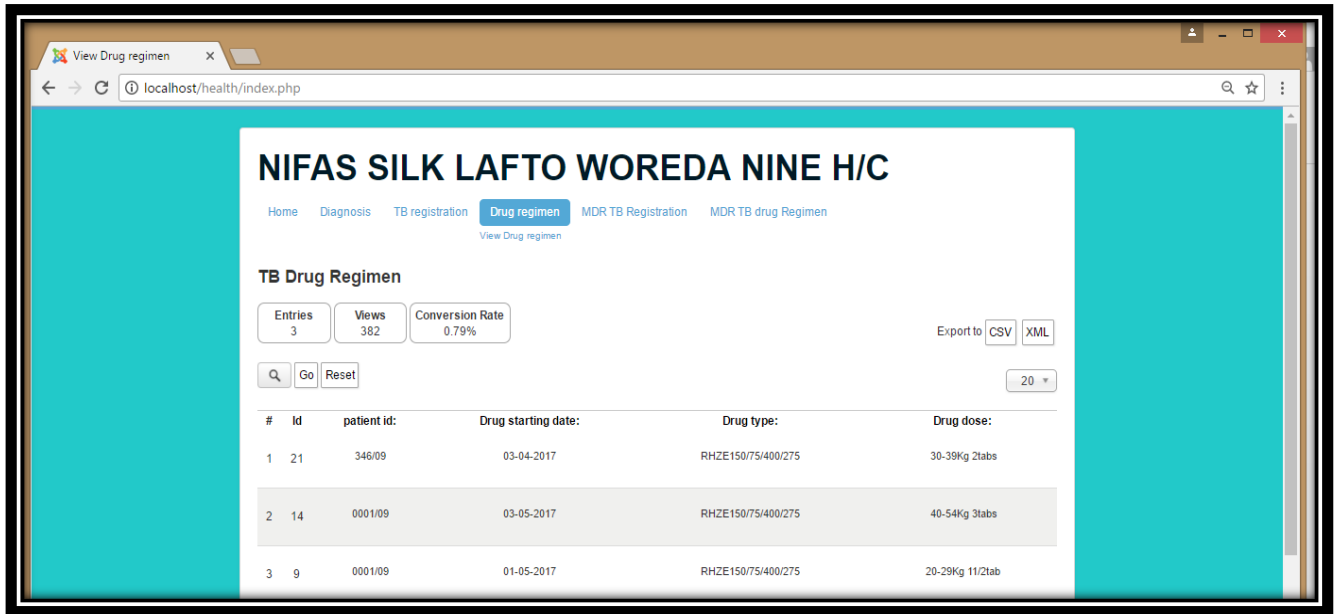 View Drug regimen
localhost/health/index.php
NIFAS SILK LAFTO WOREDA NINE H/C
Home Diagnosis TB registration Drug regimen MDR TB Registration MDR TB drug Regimen
View Drug regimen
TB Drug Regimen
Entries Views Conversion Rate
3 382 0.79%
Export to CSV XML
Go Reset
20
# Id patient id: Drug starting date: Drug type: Drug dose:
1 21 346/09 03-04-2017 RHZE150/75/400/275 30-39Kg 2tabs
2 14 0001/09 03-05-2017 RHZE150/75/400/275 40-54Kg 3tabs
3 9 0001/09 01-05-2017 RHZE150/75/400/275 20-29Kg 11/2tab